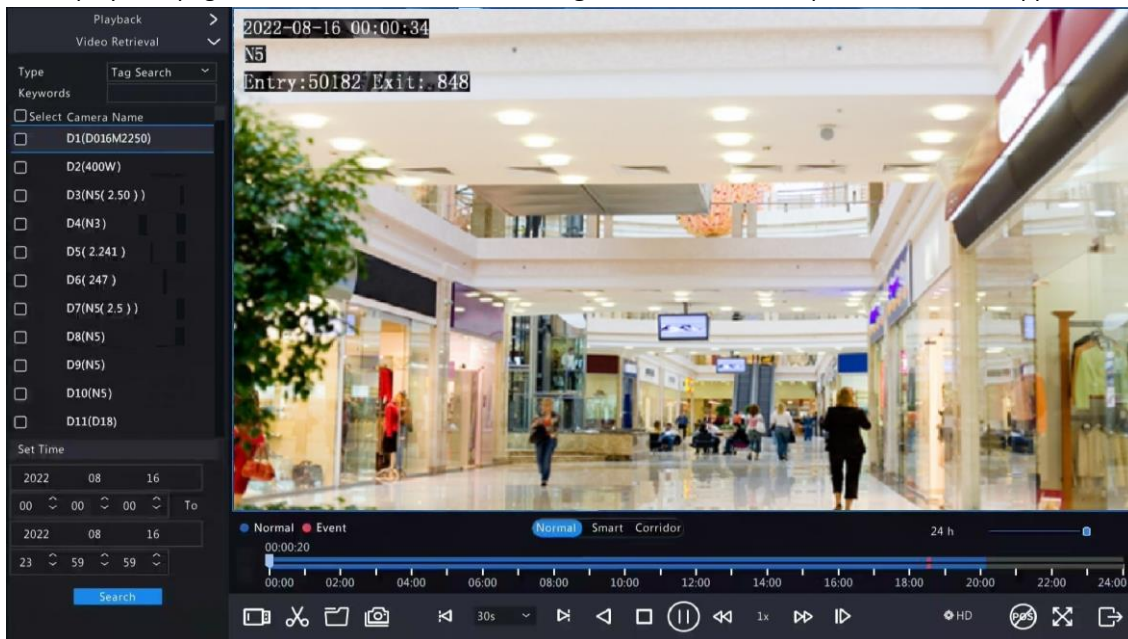 Playback
Video Retrieval
Type Tag Search
Keywords
Select Camera Name
D1(D016M2250)
D2(400W)
D3(N5( 2.50 ))
D4(N3)
D5( 2.241 )
D6( 247 )
D7(N5( 2.5 ))
D8(N5)
D9(N5)
D10(N5)
D11(D18)
Set Time
2022 08 16
00 00 00 To
2022 08 16
23 59 59
Search
2022-08-16 00:00:34
N5
Entry:50182 Exit: 848
Normal Event Normal Smart Corridor 24 h
00:00:20
00:00 02:00 04:00 06:00 08:00 10:00 12:00 14:00 16:00 18:00 20:00 22:00 24:00
30s 1x HD POS